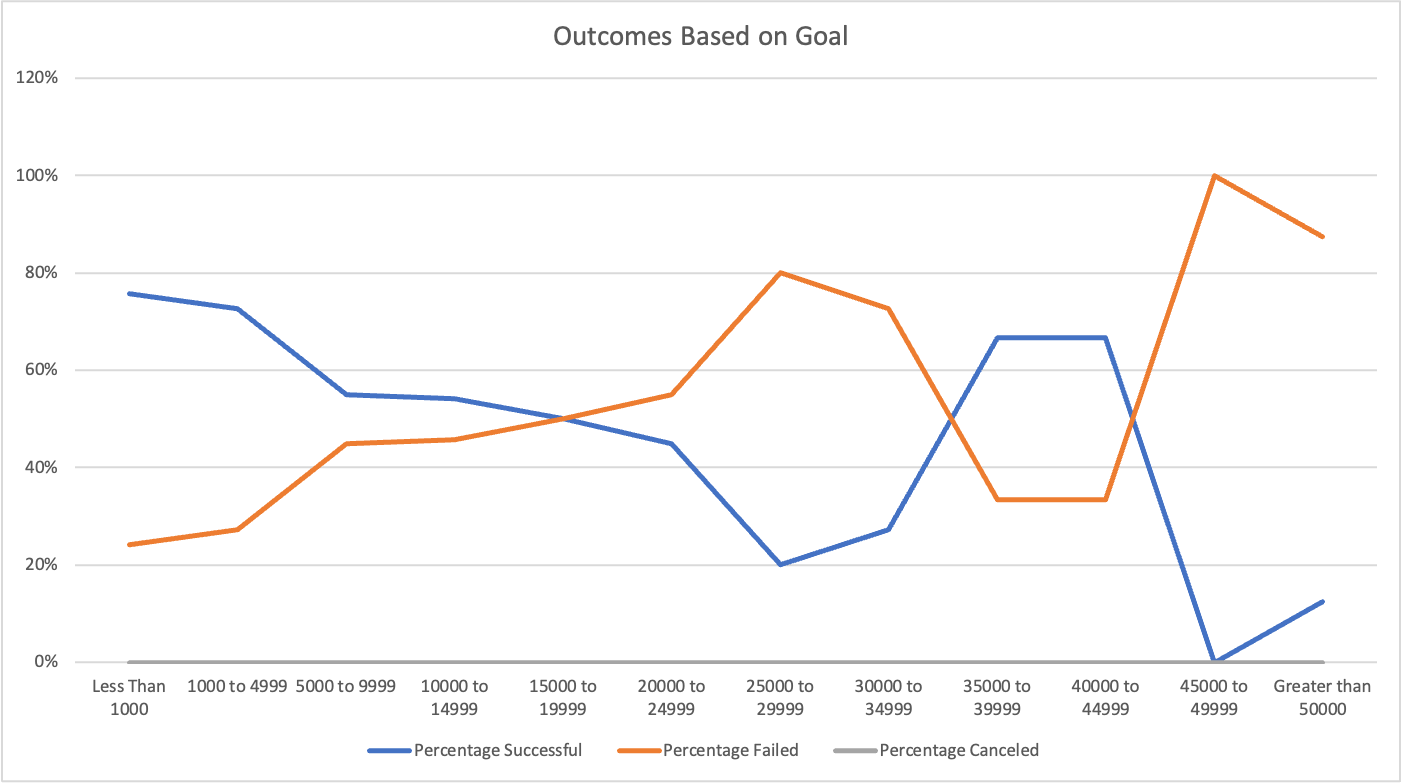 Outcomes Based on Goal
120%
100%
80%
60%
40%
20%
0%
Less Than 1000 to 4999 5000 to 9999 10000 to 15000 to 20000 to 25000 to 30000 to 35000 to 40000 to 45000 to Greater than
1000 14999 19999 24999 29999 34999 39999 44999 49999 50000
Percentage Successful Percentage Failed Percentage Canceled